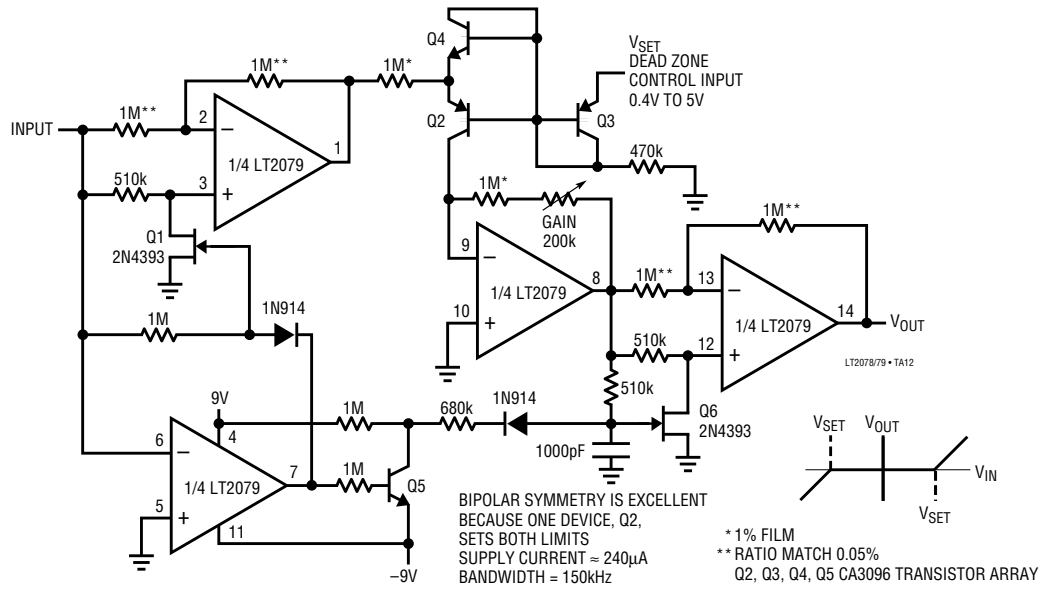 Q4
V_SET
DEAD ZONE
CONTROL INPUT
0.4V TO 5V
1M**
1M*
INPUT
1M**
2
1
1/4 LT2079
3
510k
Q2
Q3
470k
Q1
2N4393
1M*
GAIN
200k
1M**
9
8
1M**
13
1/4 LT2079
10
14
V_OUT
1/4 LT2079
12
510k
LT2078/79 • TA12
1M
1N914
510k
9V
4
1M
680k
1N914
Q6
2N4393
1000pF
6
7
1M
1/4 LT2079
Q5
5
11
–9V
V_SET
V_OUT
V_IN
V_SET
BIPOLAR SYMMETRY IS EXCELLENT
BECAUSE ONE DEVICE, Q2,
SETS BOTH LIMITS
SUPPLY CURRENT ≈ 240µA
BANDWIDTH = 150kHz
* 1% FILM
** RATIO MATCH 0.05%
Q2, Q3, Q4, Q5 CA3096 TRANSISTOR ARRAY